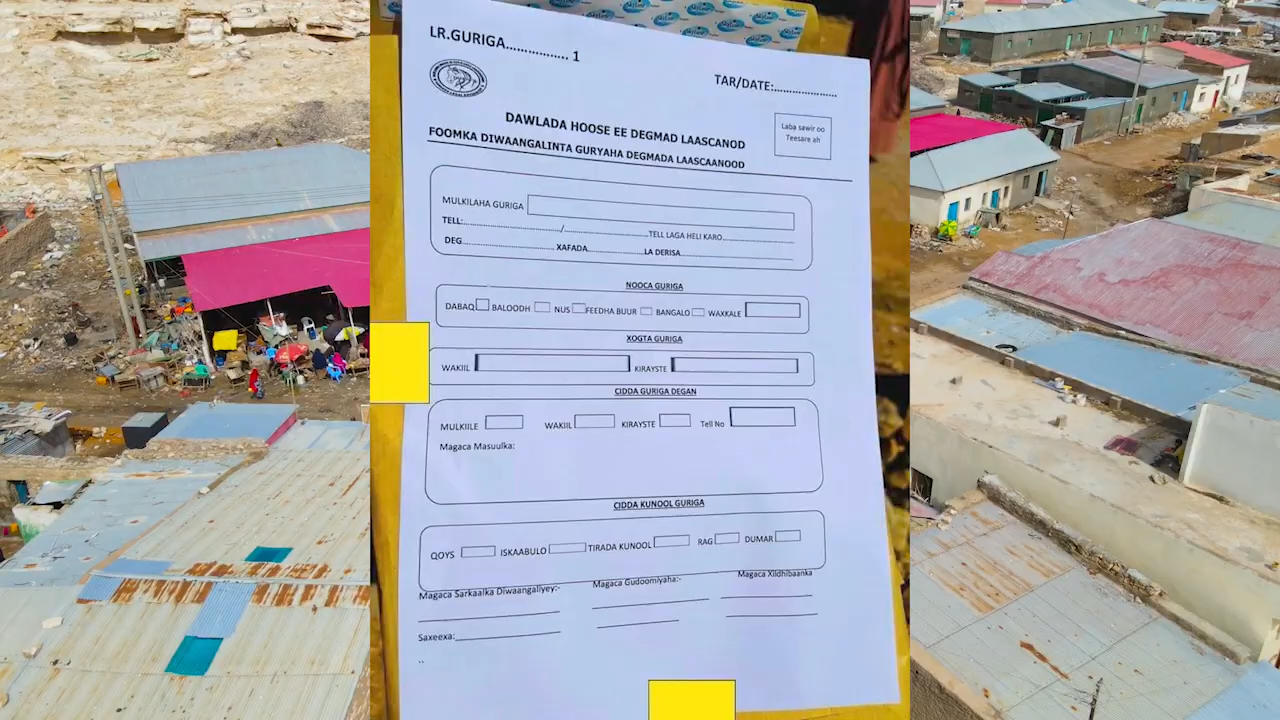 LR.GURIGA.............. 1
TAR/DATE:...................
Laba sawir oo
Teesare ah
DAWLADA HOOSE EE DEGMAD LAASCANOD
FOOMKA DIWAANGALINTA GURYAHA DEGMADA LAASCAANOOD
MULKILAHA GURIGA
TELL:................................/...........................TELL LAGA HELI KARO........................
DEG.............................. XAFADA...................LA DERISA...............................
NOOCA GURIGA
DABAQ BALOODH NUS FEEDHA BUUR BANGALO WAXKALE
XOGTA GURIGA
WAKIIL KIRAYSTE
CIDDA GURIGA DEGAN
MULKIILE WAKIIL KIRAYSTE Tell No
Magaca Masuulka:
CIDDA KUNOOL GURIGA
QOYS ISKAABULO TIRADA KUNOOL RAG DUMAR
Magaca Sarkaalka Diwaangaliyey:- Magaca Gudoomiyaha:- Magaca Xildhibaanka
Saxeexa: